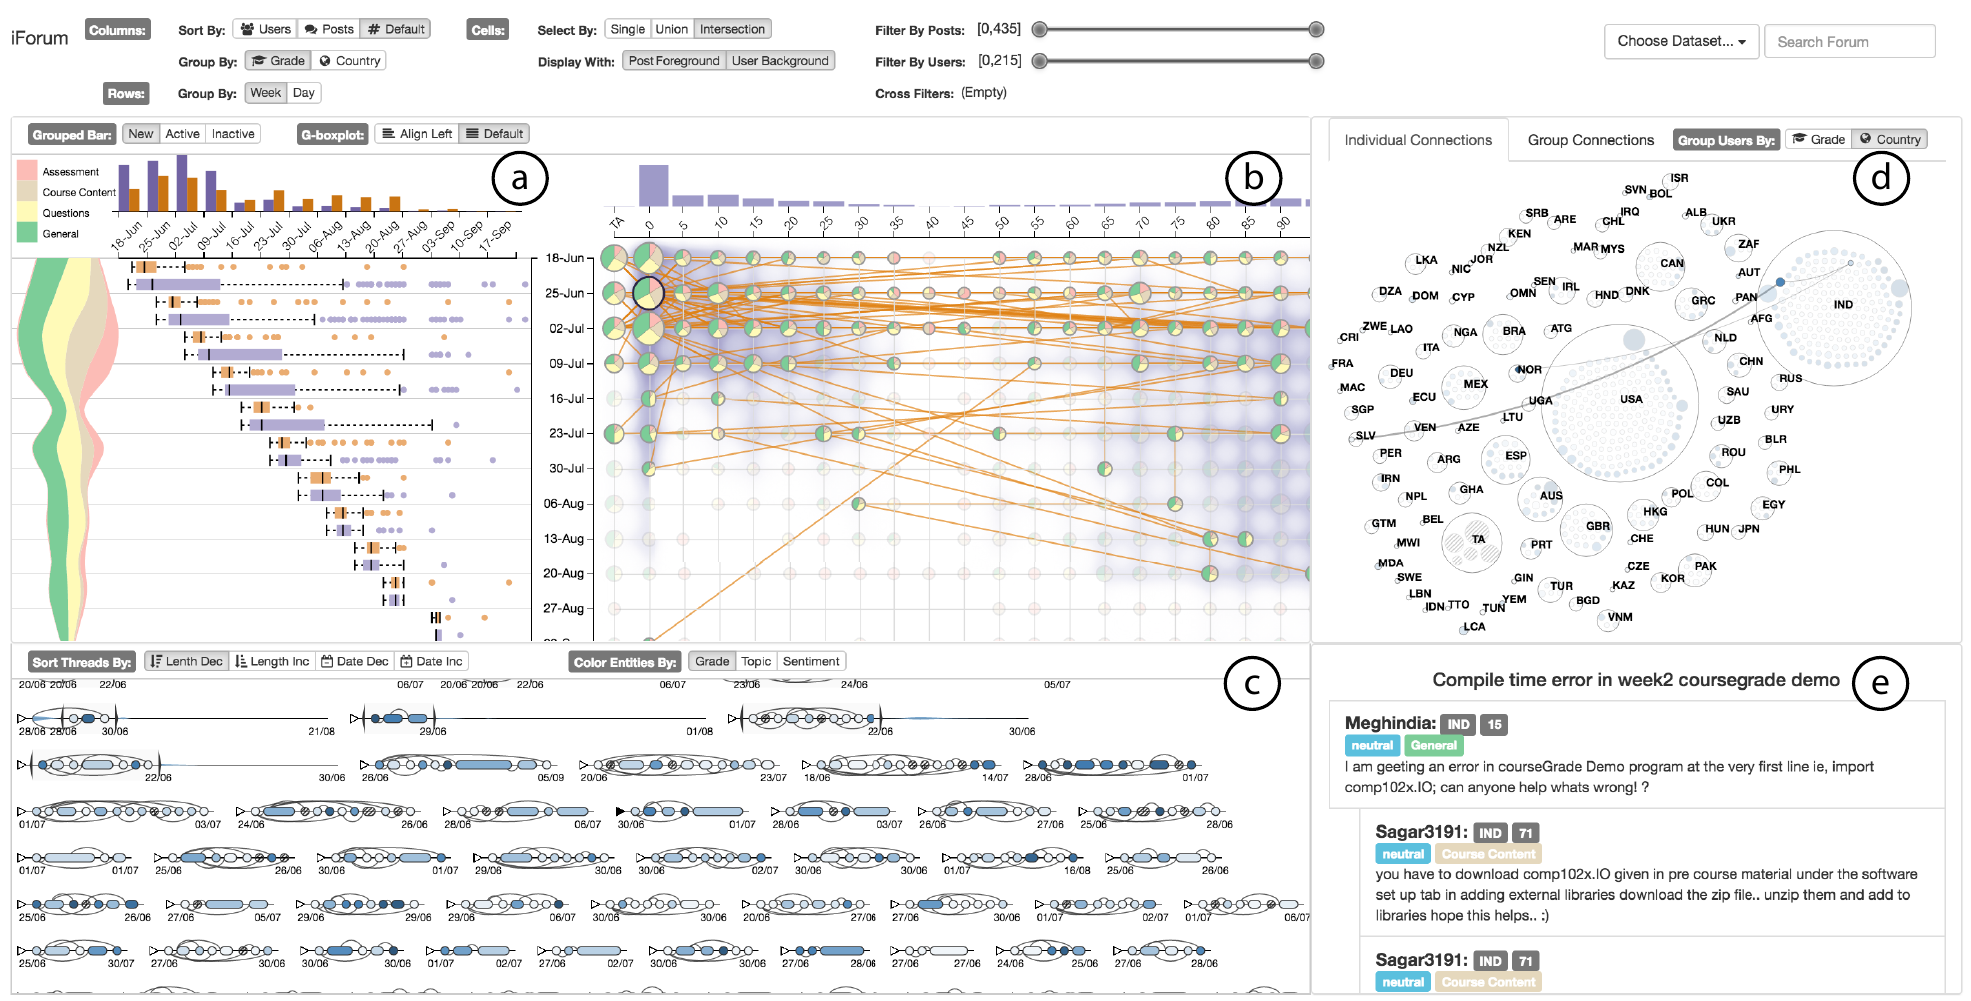 iForum
Columns:
Sort By: Users Posts # Default
Group By: Grade Country
Rows:
Group By: Week Day
Cells:
Select By: Single Union Intersection
Display With: Post Foreground User Background
Filter By Posts: [0,435]
Filter By Users: [0,215]
Cross Filters: (Empty)
Choose Dataset...
Search Forum
Grouped Bar: New Active Inactive
G-boxplot: Align Left Default
a
Assessment
Course Content
Questions
General
18-Jun 25-Jun 02-Jul 09-Jul 16-Jul 23-Jul 30-Jul 06-Aug 13-Aug 20-Aug 27-Aug 03-Sep 10-Sep 17-Sep
b
TA 0 5 10 15 20 25 30 35 40 45 50 55 60 65 70 75 80 85 90
18-Jun
25-Jun
02-Jul
09-Jul
16-Jul
23-Jul
30-Jul
06-Aug
13-Aug
20-Aug
27-Aug
Individual Connections
Group Connections
Group Users By: Grade Country
d
ISR
SVN BOL
SRB ARE CHL IRQ ALB UKR
KEN
NZL MAR MYS ZAF
LKA NIC JOR CAN AUT
DZA DOM CYP OMN SEN IRL HND DNK GRC PAN IND
CRI ZWE LAO NGA BRA ATG AFG
ITA NLD
FRA DEU NOR CHN
MAC ECU MEX UGA USA SAU RUS
SGP LTU UZB URY
SLV VEN AZE BLR
PER ARG ESP ROU PHL
IRN NPL GHA AUS POL COL EGY
GTM BEL GBR HKG HUN JPN
MWI TA PRT CHE
MDA SWE GIN CZE KOR PAK
LBN TUR KAZ
IDN TTO TUN YEM BGD
LCA VNM
Sort Threads By: Lenth Dec Length Inc Date Dec Date Inc
Color Entities By: Grade Topic Sentiment
c
20/06 20/06 22/06 06/07 20/06 20/06 22/06 06/07 23/06 24/06 05/07
28/06 28/06 30/06 21/08 29/06 01/08 22/06 30/06
22/06 30/06 26/06 05/09 20/06 23/07 18/06 14/07 28/06 01/07
01/07 03/07 24/06 26/06 28/06 06/07 30/06 01/07 28/06 03/07 26/06 27/06 25/06 28/06
01/07 01/07 25/06 26/06 30/06 01/07 29/06 30/06 30/06 02/07 30/06 30/06 01/07 16/08 25/06 26/06
25/06 26/06 27/06 05/07 29/06 29/06 29/06 06/07 30/06 30/06 20/06 27/06 27/06 30/06 01/07 02/07 01/07 06/07
25/06 30/07 27/06 30/06 30/06 30/06 01/07 02/07 27/06 02/07 30/06 30/06 27/06 28/06 27/06 27/06 24/06 25/06 27/06 28/06
Compile time error in week2 coursegrade demo
e
Meghindia: IND 15
neutral General
I am geeting an error in courseGrade Demo program at the very first line ie, import
comp102x.IO; can anyone help whats wrong! ?
Sagar3191: IND 71
neutral Course Content
you have to download comp102x.IO given in pre course material under the software
set up tab in adding external libraries download the zip file.. unzip them and add to
libraries hope this helps.. :)
Sagar3191: IND 71
neutral Course Content